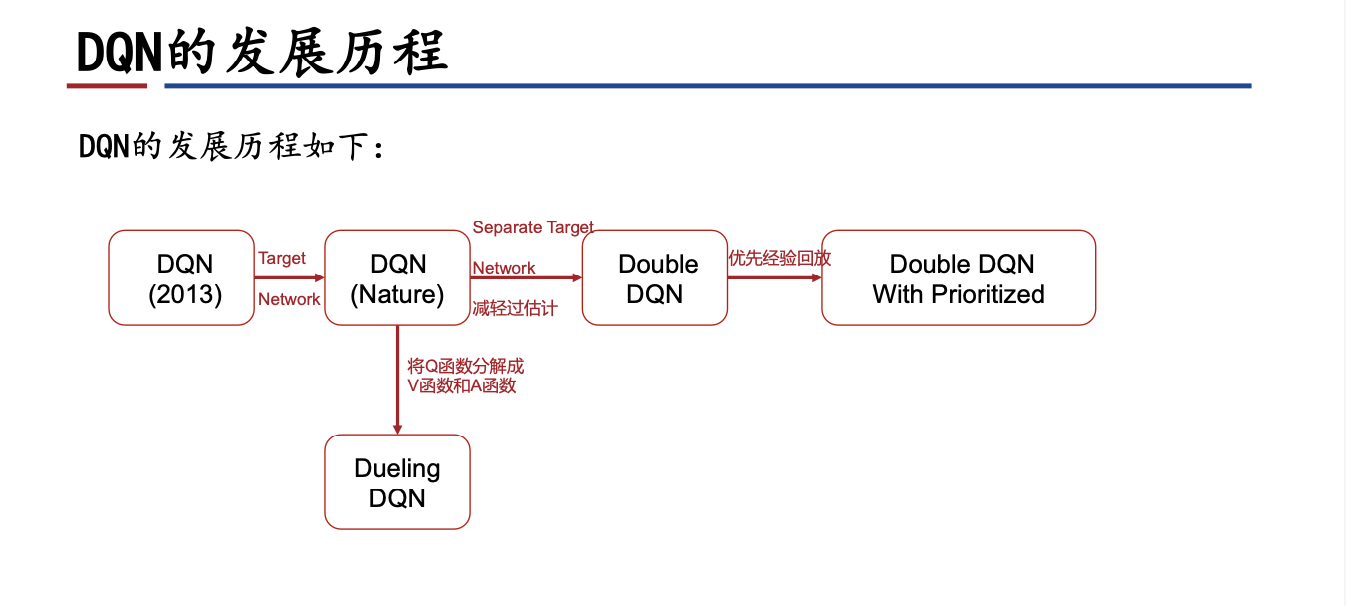 DQN的发展历程
DQN的发展历程如下：
DQN
(2013)
Target
Network
DQN
(Nature)
Separate Target
Network
减轻过估计
Double
DQN
优先经验回放
Double DQN
With Prioritized
将Q函数分解成
V函数和A函数
Dueling
DQN